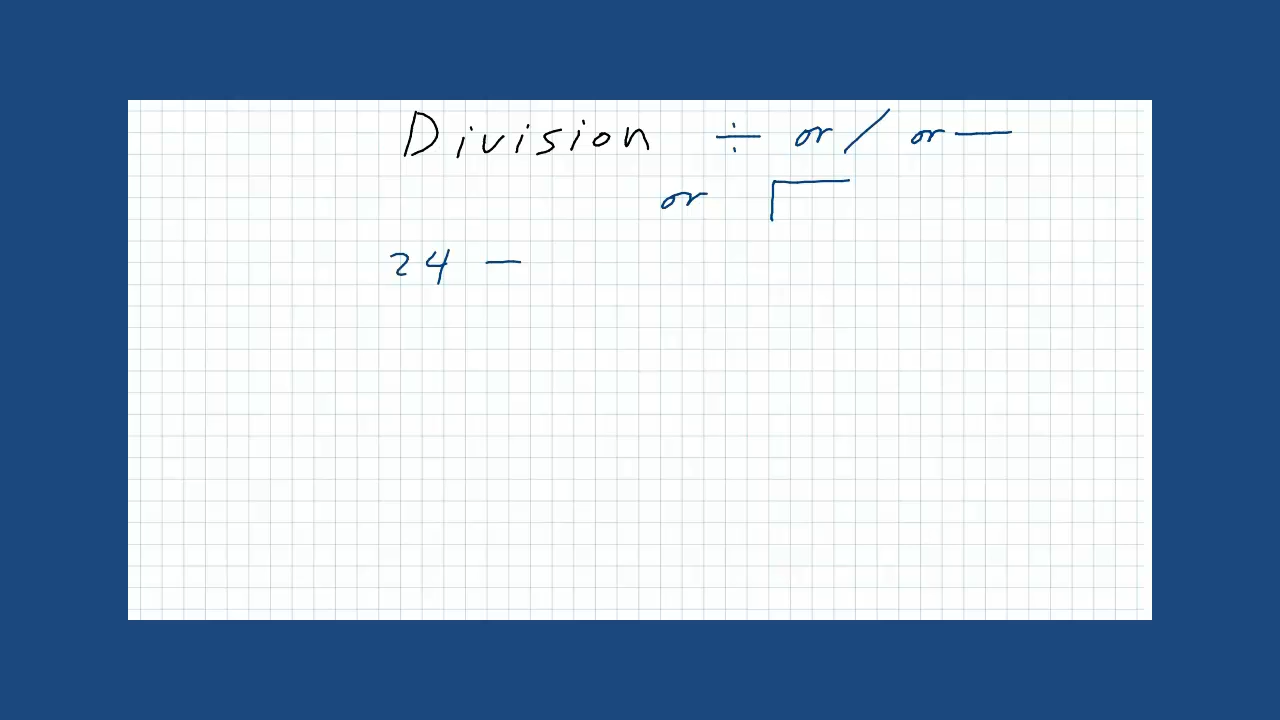 Division ÷ or / or —
or ⟌
24 —